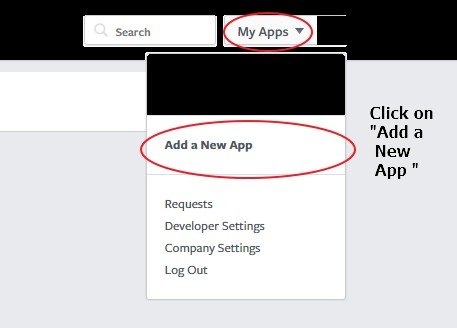 Search
My Apps
Add a New App
Requests
Developer Settings
Company Settings
Log Out
Click on
"Add a
New
App "